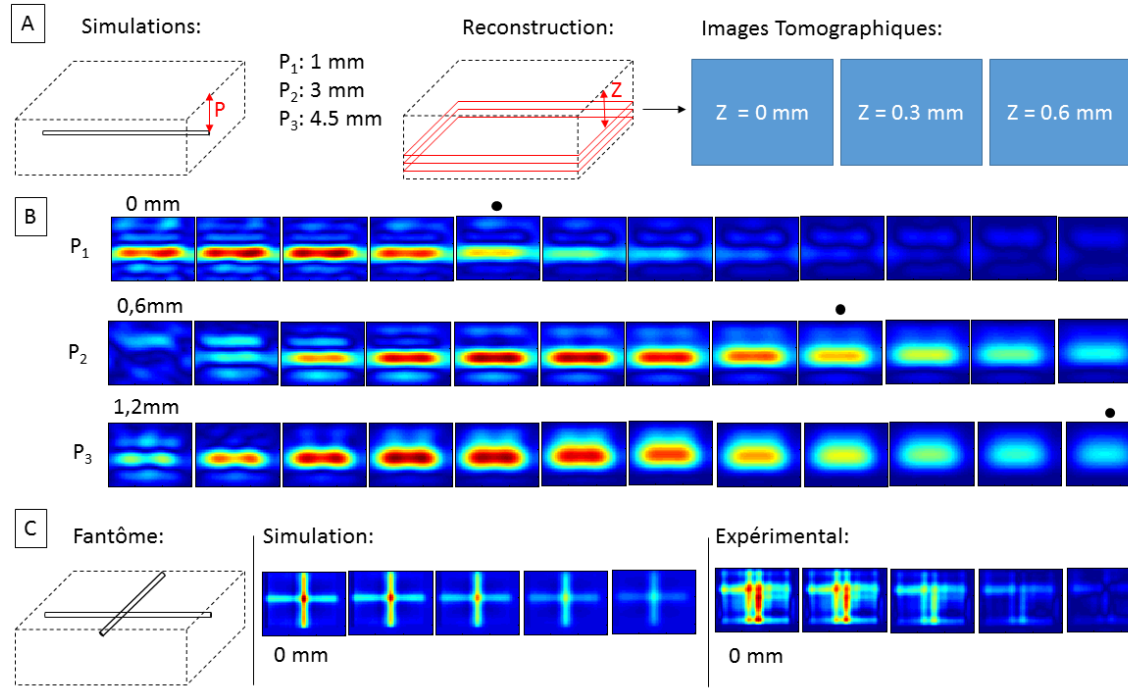 A
Simulations:
P1: 1 mm
P2: 3 mm
P3: 4.5 mm
P
Reconstruction:
Z
Images Tomographiques:
Z = 0 mm
Z = 0.3 mm
Z = 0.6 mm
B
0 mm
P1
0,6mm
P2
1,2mm
P3
C
Fantôme:
Simulation:
0 mm
Expérimental:
0 mm